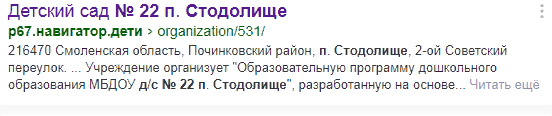 Детский сад № 22 п. Стодолище
р67.навигатор.дети › organization/531/
216470 Смоленская область, Починковский район, п. Стодолище, 2-ой Советский
переулок. ... Учреждение организует "Образовательную программу дошкольного
образования МБДОУ д/с № 22 п. Стодолище", разработанную на основе... Читать ещё